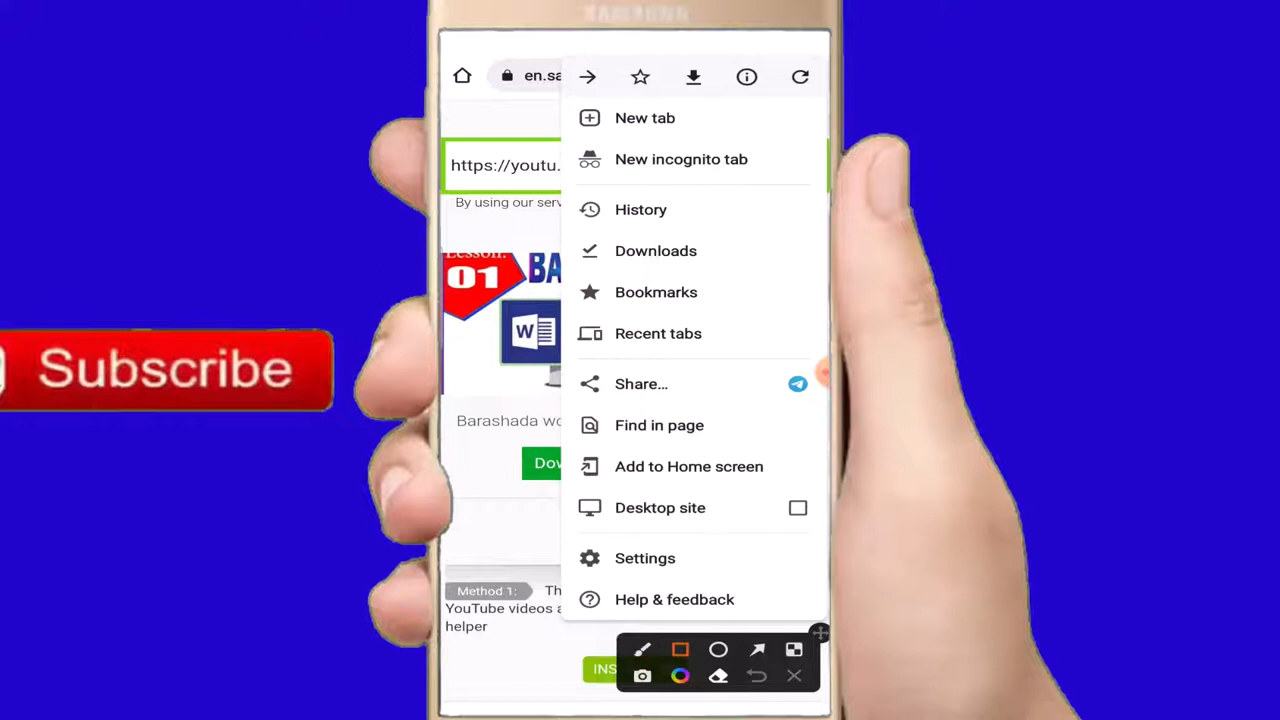 SAMSUNG
en.sa
New tab
New incognito tab
https://youtu.
By using our serv
History
Downloads
Lesson:
01
BA
W
Bookmarks
Recent tabs
Subscribe
Share...
Barashada wo
Find in page
Dow
Add to Home screen
Desktop site
Settings
Method 1:
Th
YouTube videos a
helper
Help & feedback
INS